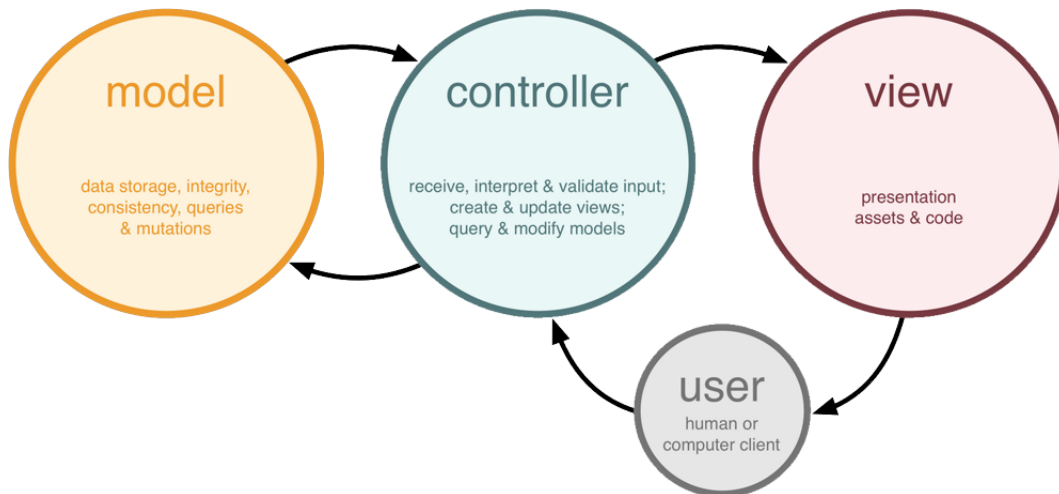 model
data storage, integrity,
consistency, queries
& mutations
controller
receive, interpret & validate input;
create & update views;
query & modify models
view
presentation
assets & code
user
human or
computer client